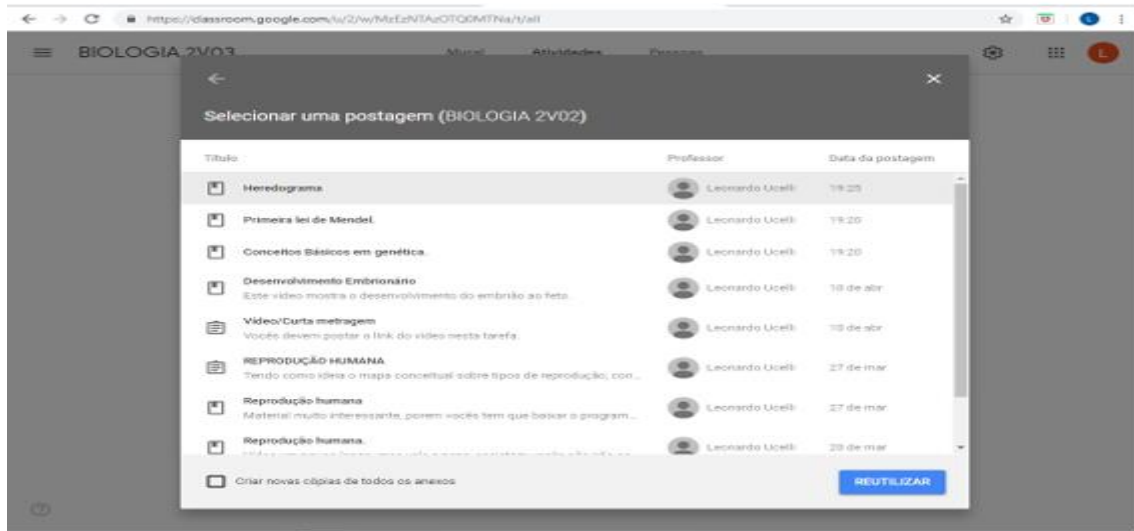 https://classroom.google.com/u/2/w/
BIOLOGIA 2V03 Mural Atividades Pessoas L
Selecionar uma postagem (BIOLOGIA 2V02)
Título Professor Data da postagem
Heredograma Leonardo Ucelli 19:25
Primeira lei de Mendel. Leonardo Ucelli 19:20
Conceitos Básicos em genética. Leonardo Ucelli 19:20
Desenvolvimento Embrionário
Este vídeo mostra o desenvolvimento do embrião ao feto. Leonardo Ucelli 18 de abr
Vídeo/Curta metragem
Vocês devem postar o link do vídeo nesta tarefa. Leonardo Ucelli 10 de abr
REPRODUÇÃO HUMANA
Tendo como ideia o mapa conceitual sobre tipos de reprodução, con... Leonardo Ucelli 27 de mar
Reprodução humana
Material muito interessante, porem vocês tem que baixar o program... Leonardo Ucelli 27 de mar
Reprodução humana. Leonardo Ucelli 20 de mar
Criar novas cópias de todos os anexos REUTILIZAR